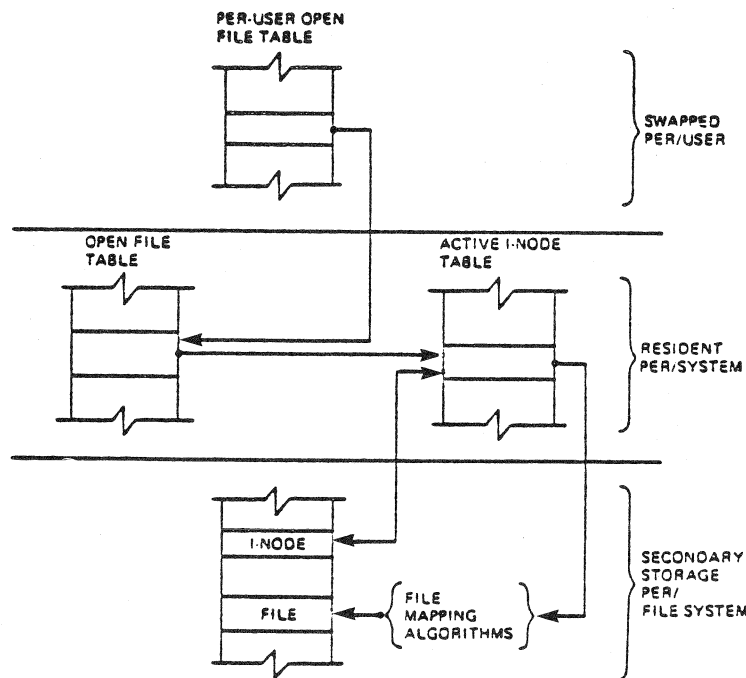 PER-USER OPEN
FILE TABLE
SWAPPED
PER/USER
OPEN FILE
TABLE
ACTIVE I-NODE
TABLE
RESIDENT
PER/SYSTEM
I-NODE
FILE
FILE
MAPPING
ALGORITHMS
SECONDARY
STORAGE
PER/
FILE SYSTEM